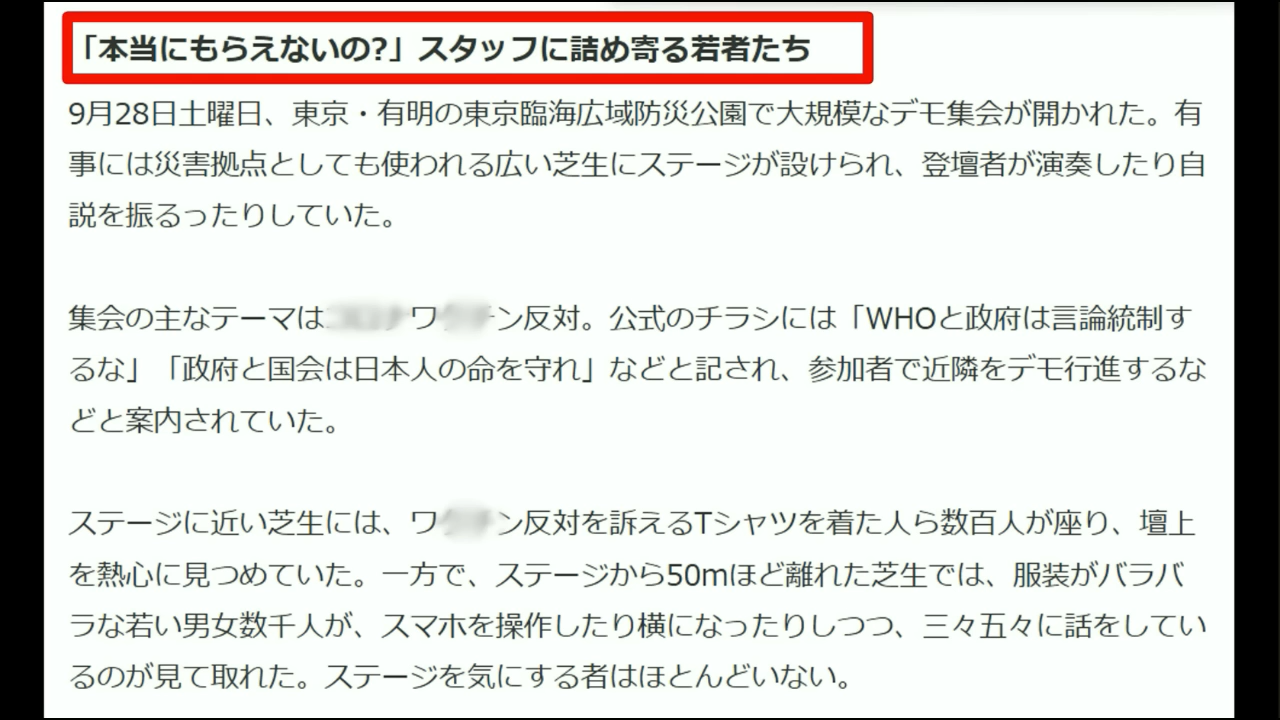 「本当にもらえないの?」スタッフに詰め寄る若者たち
9月28日土曜日、東京・有明の東京臨海広域防災公園で大規模なデモ集会が開かれた。有
事には災害拠点としても使われる広い芝生にステージが設けられ、登壇者が演奏したり自
説を振るったりしていた。
集会の主なテーマは ワ ン反対。公式のチラシには「WHOと政府は言論統制す
るな」「政府と国会は日本人の命を守れ」などと記され、参加者で近隣をデモ行進するな
どと案内されていた。
ステージに近い芝生には、ワ ン反対を訴えるTシャツを着た人ら数百人が座り、壇上
を熱心に見つめていた。一方で、ステージから50mほど離れた芝生では、服装がバラバ
ラな若い男女数千人が、スマホを操作したり横になったりしつつ、三々五々に話をしてい
るのが見て取れた。ステージを気にする者はほとんどいない。